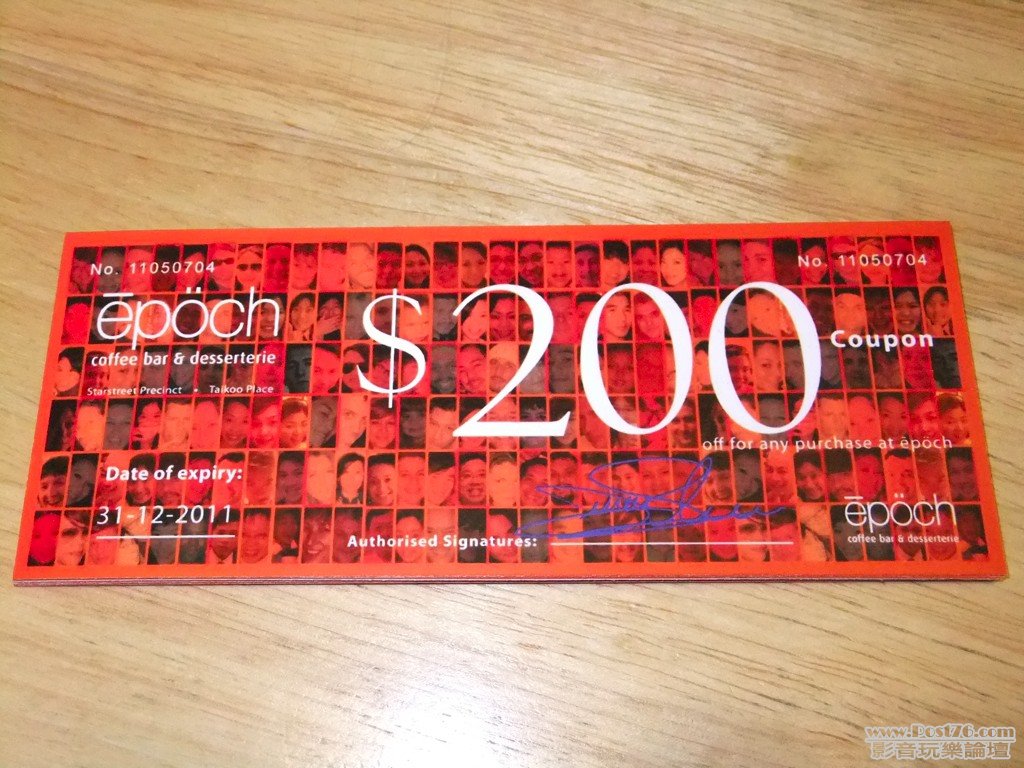 No. 11050704
No. 11050704
ēpöch
coffee bar & desserterie
Starstreet Precinct • Taikoo Place
$200
Coupon
off for any purchase at ēpöch
Date of expiry:
31-12-2011
Authorised Signatures:
ēpöch
coffee bar & desserterie
www.Post76.com
影音玩樂論壇